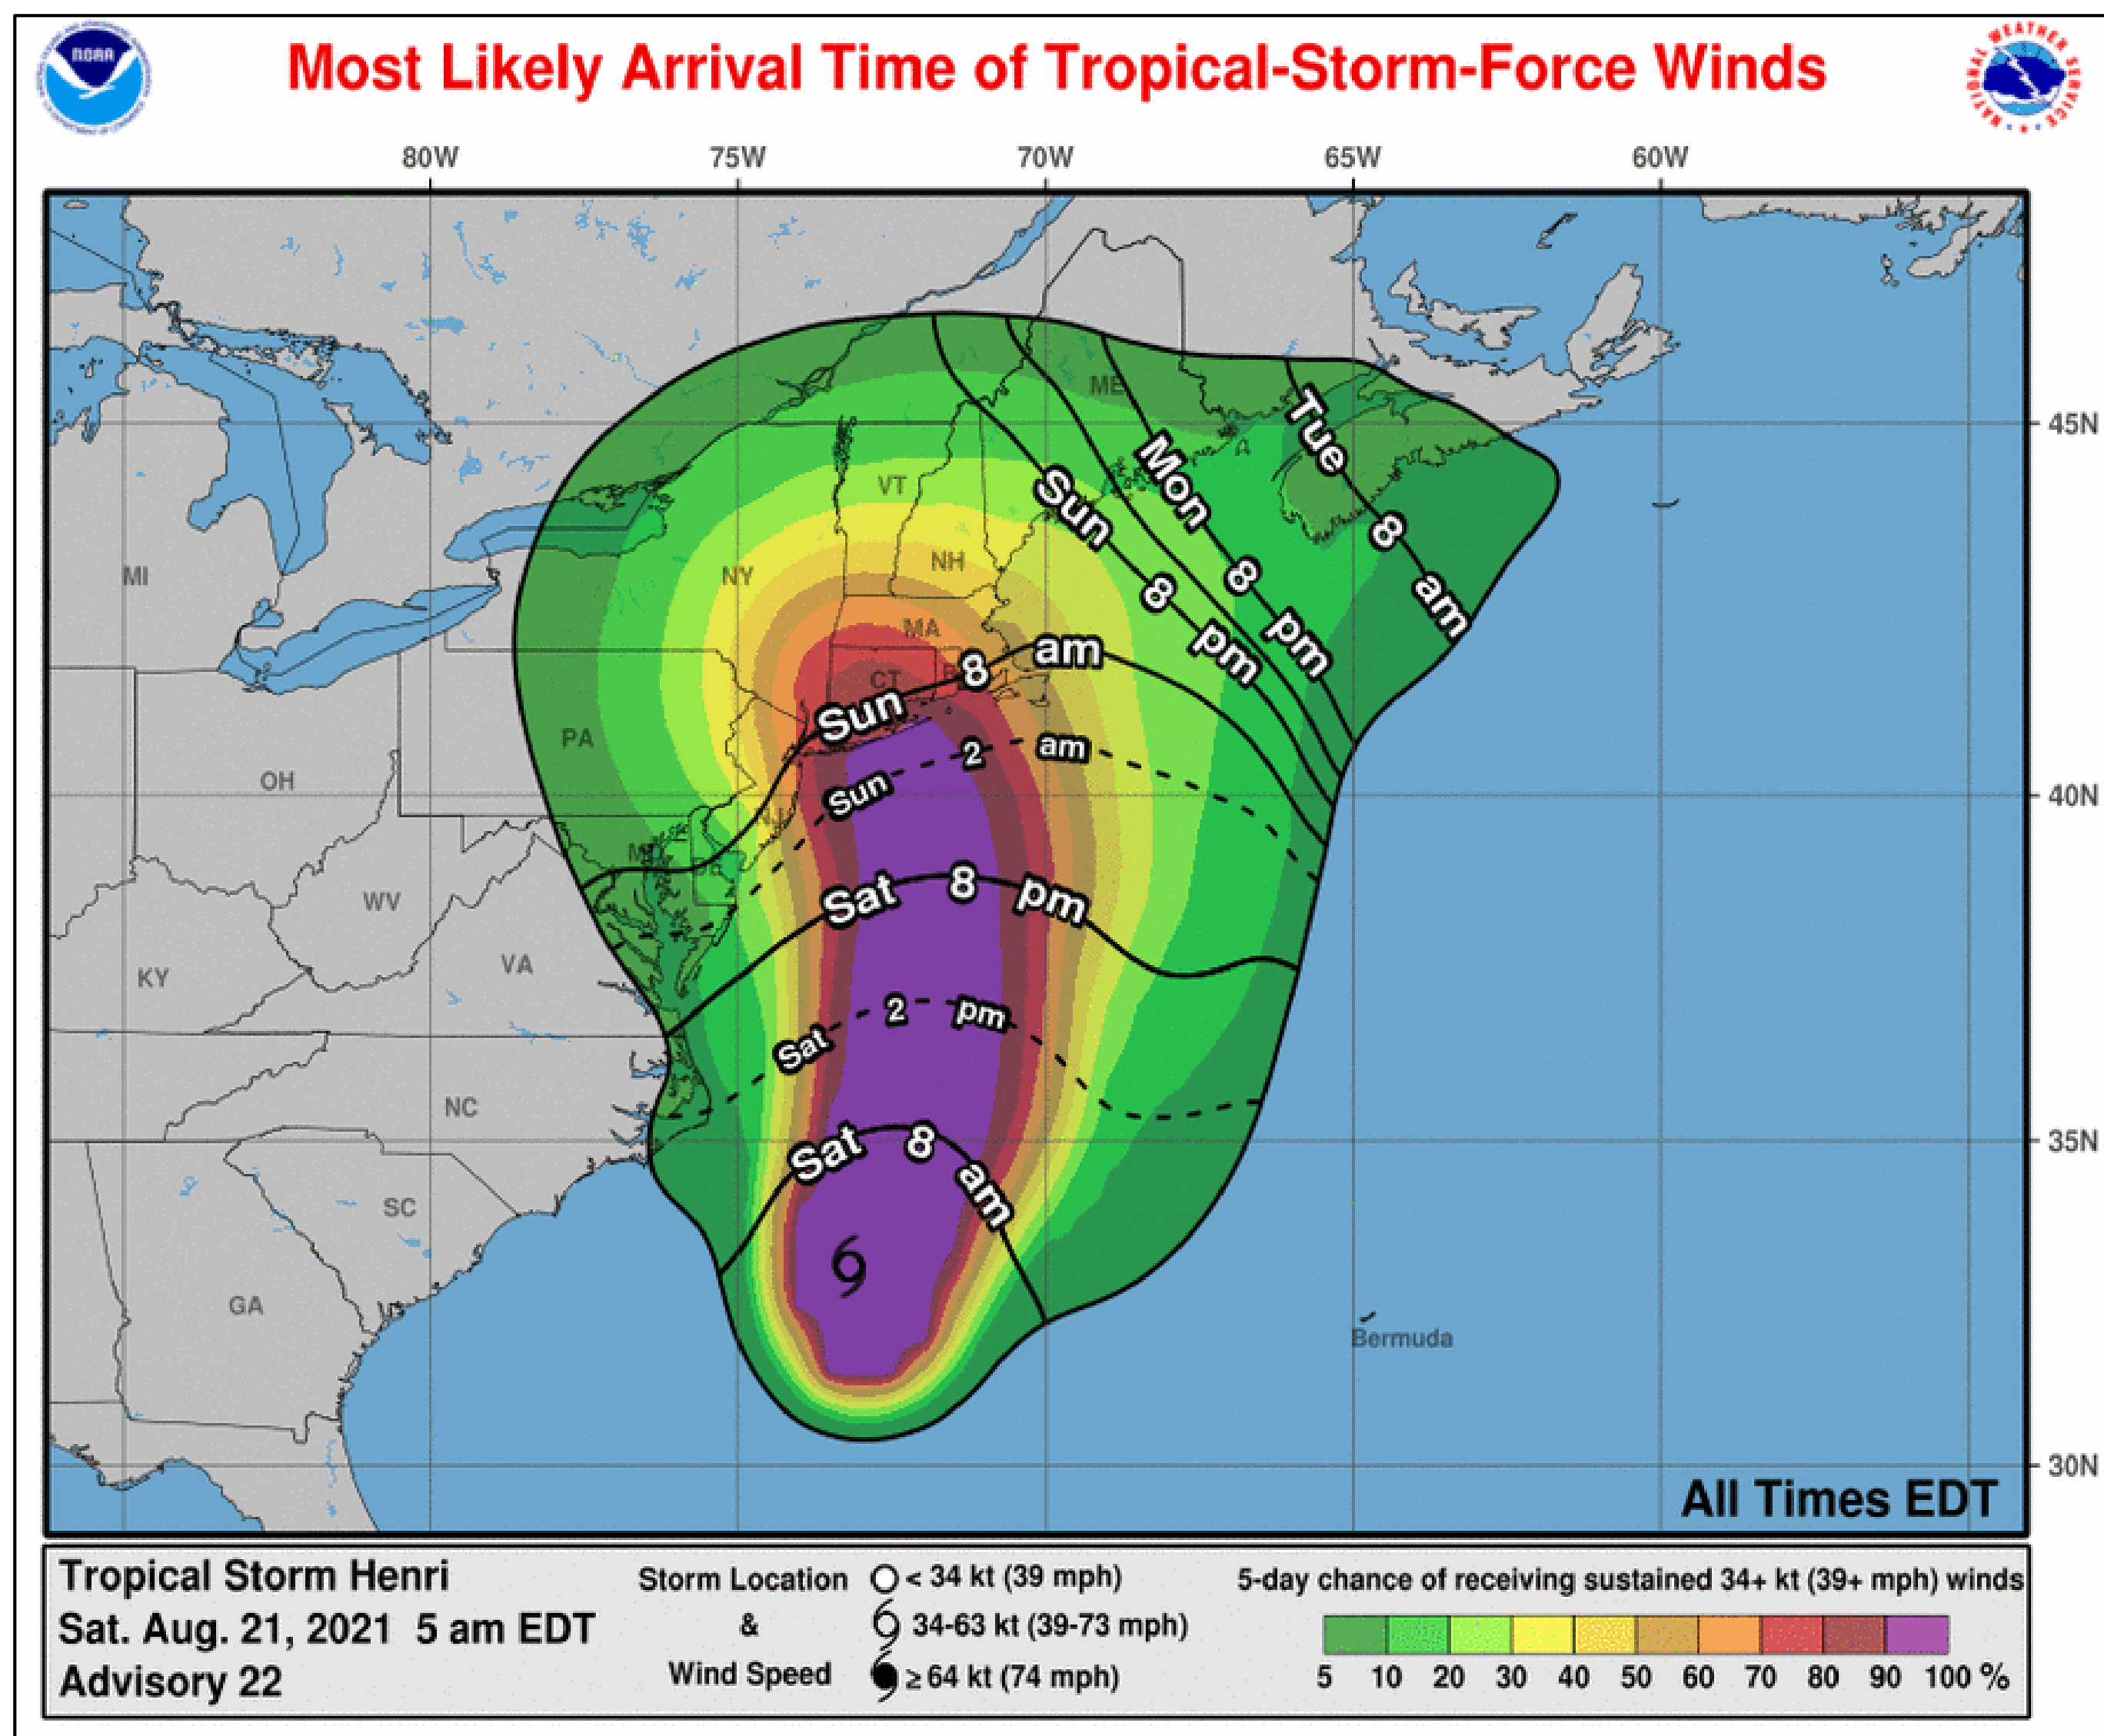 NOAA
Most Likely Arrival Time of Tropical-Storm-Force Winds
NATIONAL WEATHER SERVICE
80W 75W 70W 65W 60W
45N
40N
35N
30N
ME
VT
NH
NY
MA
CT
MI
PA
OH
NJ
WV
VA
KY
NC
SC
GA
Bermuda
Tue 8 am
Mon 8 pm
Sun 8 pm
Sun 8 am
Sun 2 am
Sat 8 pm
Sat 2 pm
Sat 8 am
All Times EDT
Tropical Storm Henri
Sat. Aug. 21, 2021 5 am EDT
Advisory 22
Storm Location
&
Wind Speed
< 34 kt (39 mph)
34-63 kt (39-73 mph)
≥ 64 kt (74 mph)
5-day chance of receiving sustained 34+ kt (39+ mph) winds
5 10 20 30 40 50 60 70 80 90 100 %